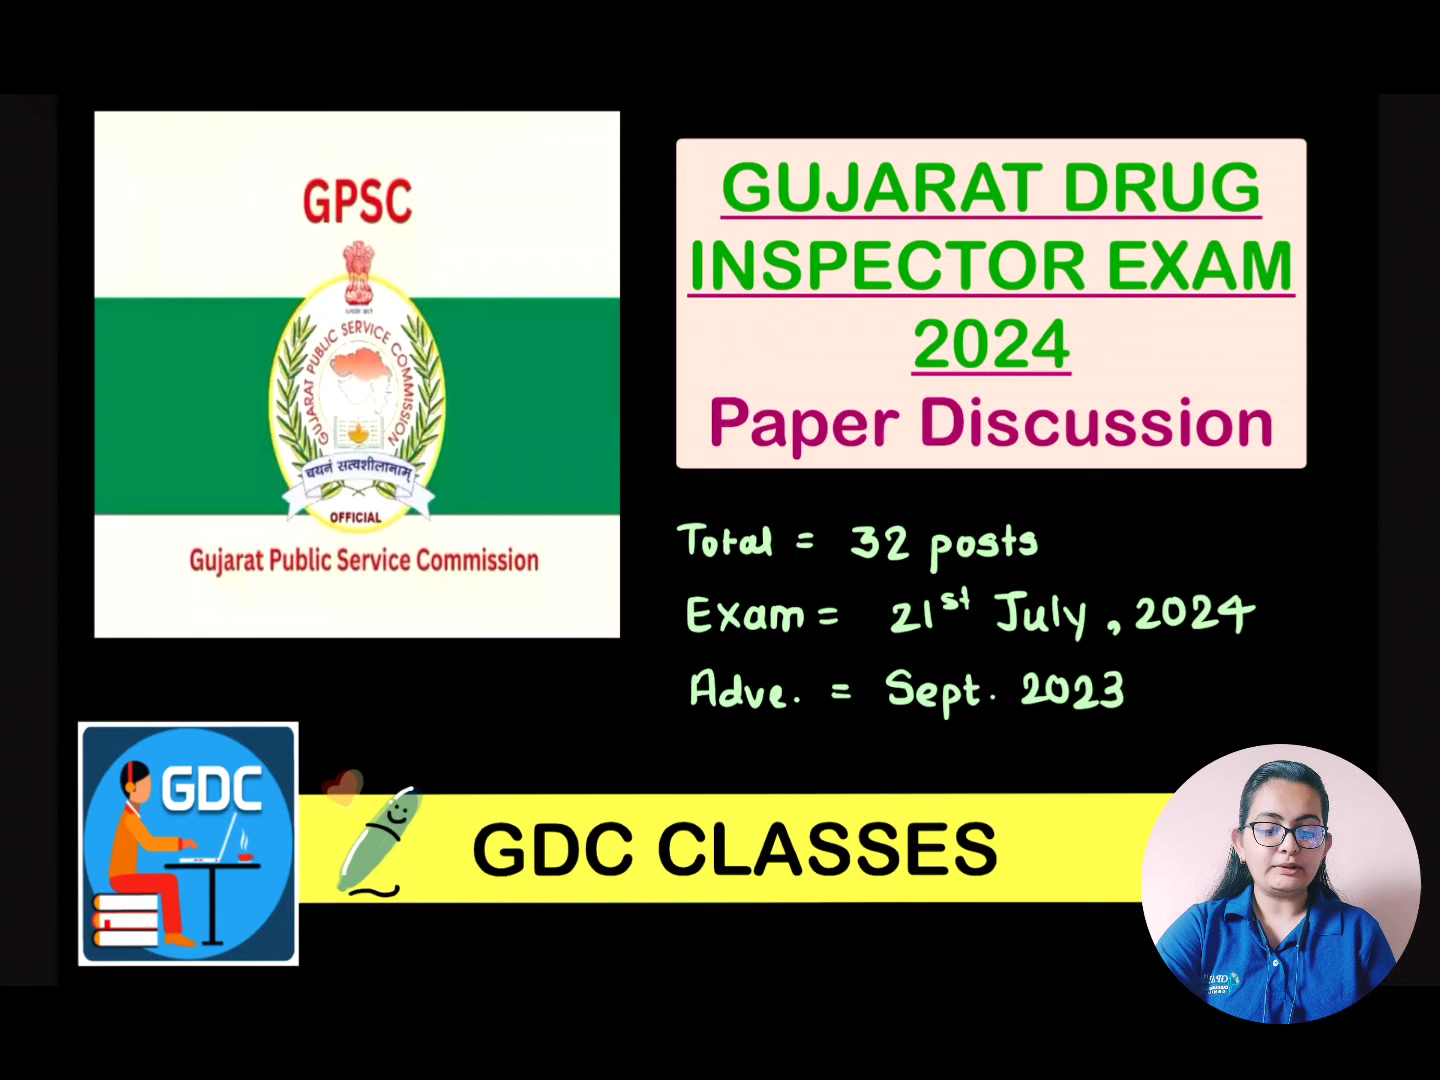 GPSC
GUJARAT PUBLIC SERVICE COMMISSION
चयनं सत्वशीलानाम्
OFFICIAL
Gujarat Public Service Commission
GUJARAT DRUG
INSPECTOR EXAM
2024
Paper Discussion
Total = 32 posts
Exam = 21st July, 2024
Adve. = Sept. 2023
GDC
GDC CLASSES